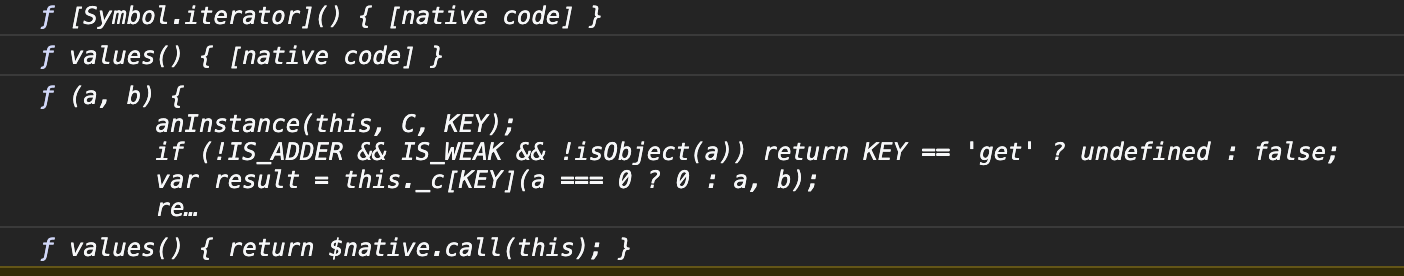 ƒ [Symbol.iterator]() { [native code] }
ƒ values() { [native code] }
ƒ (a, b) {
anInstance(this, C, KEY);
if (!IS_ADDER && IS_WEAK && !isObject(a)) return KEY == 'get' ? undefined : false;
var result = this._c[KEY](a === 0 ? 0 : a, b);
re…
ƒ values() { return $native.call(this); }